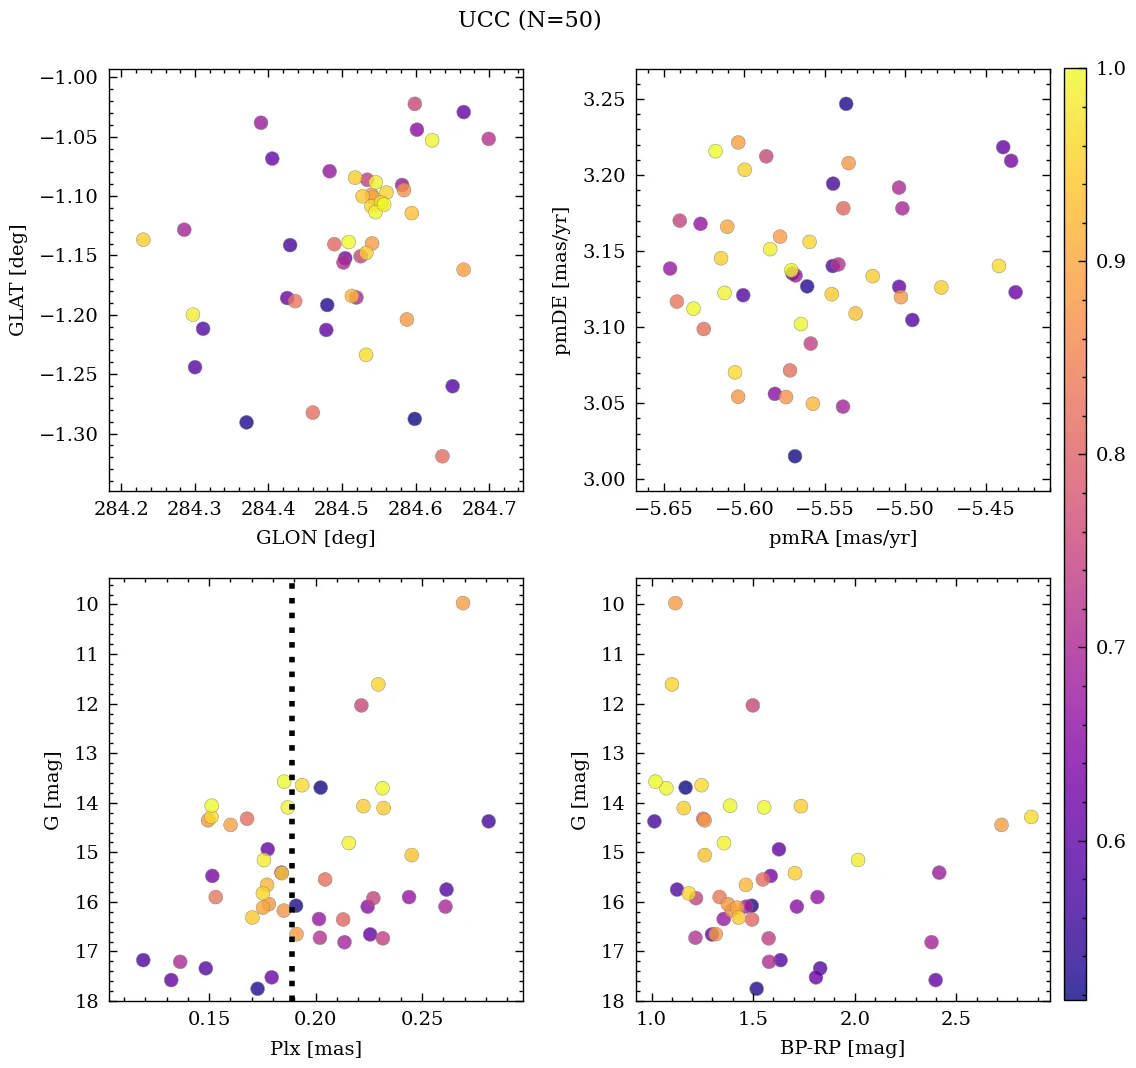 UCC (N=50)
−1.00
−1.05
−1.10
−1.15
−1.20
−1.25
−1.30
GLAT [deg]
284.2 284.3 284.4 284.5 284.6 284.7
GLON [deg]
3.25
3.20
3.15
3.10
3.05
3.00
pmDE [mas/yr]
−5.65 −5.60 −5.55 −5.50 −5.45
pmRA [mas/yr]
1.0
0.9
0.8
0.7
0.6
10
11
12
13
14
15
16
17
18
G [mag]
0.15 0.20 0.25
Plx [mas]
10
11
12
13
14
15
16
17
18
G [mag]
1.0 1.5 2.0 2.5
BP-RP [mag]